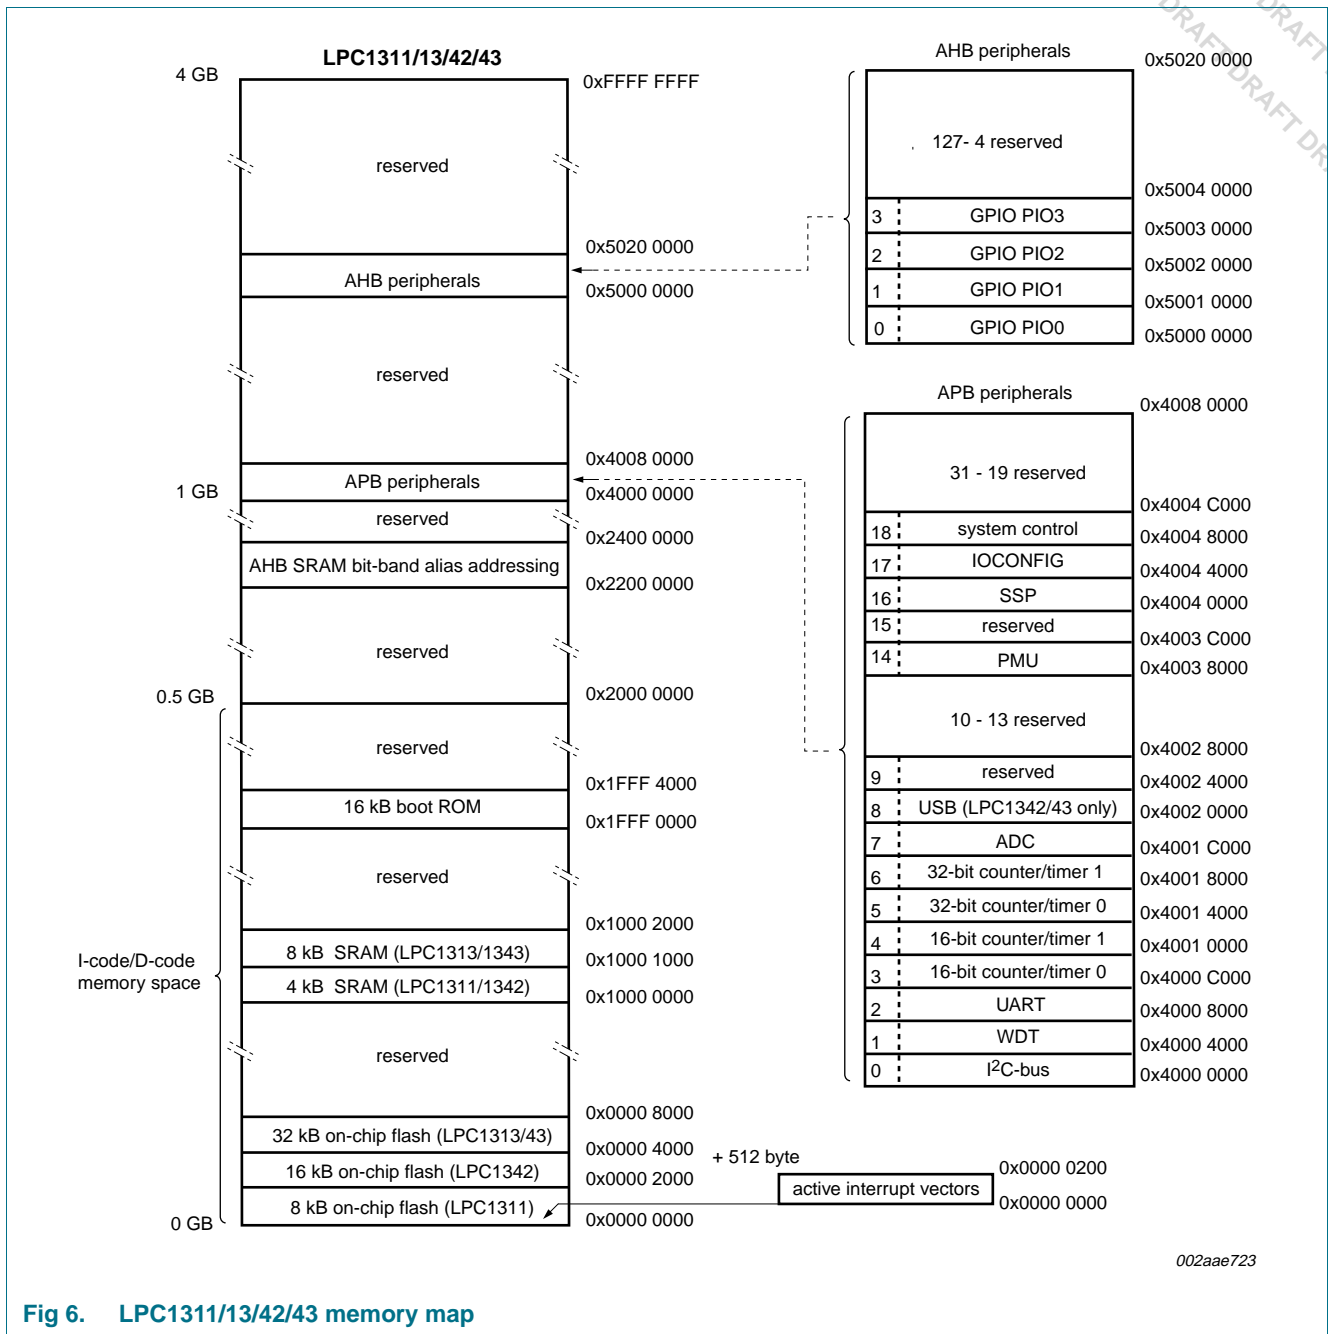 DRAFT DRAFT DRAFT DR
DRAFT DRAFT
LPC1311/13/42/43
4 GB
0xFFFF FFFF
reserved
0x5020 0000
AHB peripherals
0x5000 0000
reserved
0x4008 0000
APB peripherals
1 GB
0x4000 0000
reserved
0x2400 0000
AHB SRAM bit-band alias addressing
0x2200 0000
reserved
0.5 GB
0x2000 0000
reserved
0x1FFF 4000
16 kB boot ROM
0x1FFF 0000
reserved
0x1000 2000
I-code/D-code
memory space
8 kB SRAM (LPC1313/1343)
0x1000 1000
4 kB SRAM (LPC1311/1342)
0x1000 0000
reserved
0x0000 8000
32 kB on-chip flash (LPC1313/43)
0x0000 4000
16 kB on-chip flash (LPC1342)
0x0000 2000
8 kB on-chip flash (LPC1311)
0 GB
0x0000 0000
+ 512 byte
active interrupt vectors
0x0000 0200
0x0000 0000
AHB peripherals
0x5020 0000
127- 4 reserved
0x5004 0000
3 GPIO PIO3
0x5003 0000
2 GPIO PIO2
0x5002 0000
1 GPIO PIO1
0x5001 0000
0 GPIO PIO0
0x5000 0000
APB peripherals
0x4008 0000
31 - 19 reserved
0x4004 C000
18 system control
0x4004 8000
17 IOCONFIG
0x4004 4000
16 SSP
0x4004 0000
15 reserved
0x4003 C000
14 PMU
0x4003 8000
10 - 13 reserved
0x4002 8000
9 reserved
0x4002 4000
8 USB (LPC1342/43 only)
0x4002 0000
7 ADC
0x4001 C000
6 32-bit counter/timer 1
0x4001 8000
5 32-bit counter/timer 0
0x4001 4000
4 16-bit counter/timer 1
0x4001 0000
3 16-bit counter/timer 0
0x4000 C000
2 UART
0x4000 8000
1 WDT
0x4000 4000
0 I2C-bus
0x4000 0000
002aae723
Fig 6. LPC1311/13/42/43 memory map